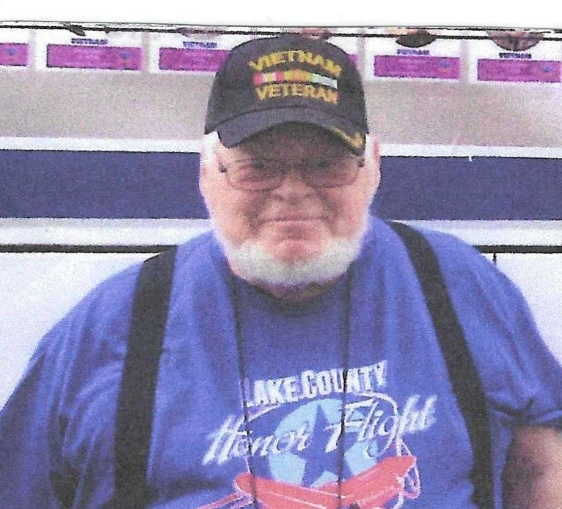 VIETNAM
VETERAN
LAKE COUNTY
Honor Flight